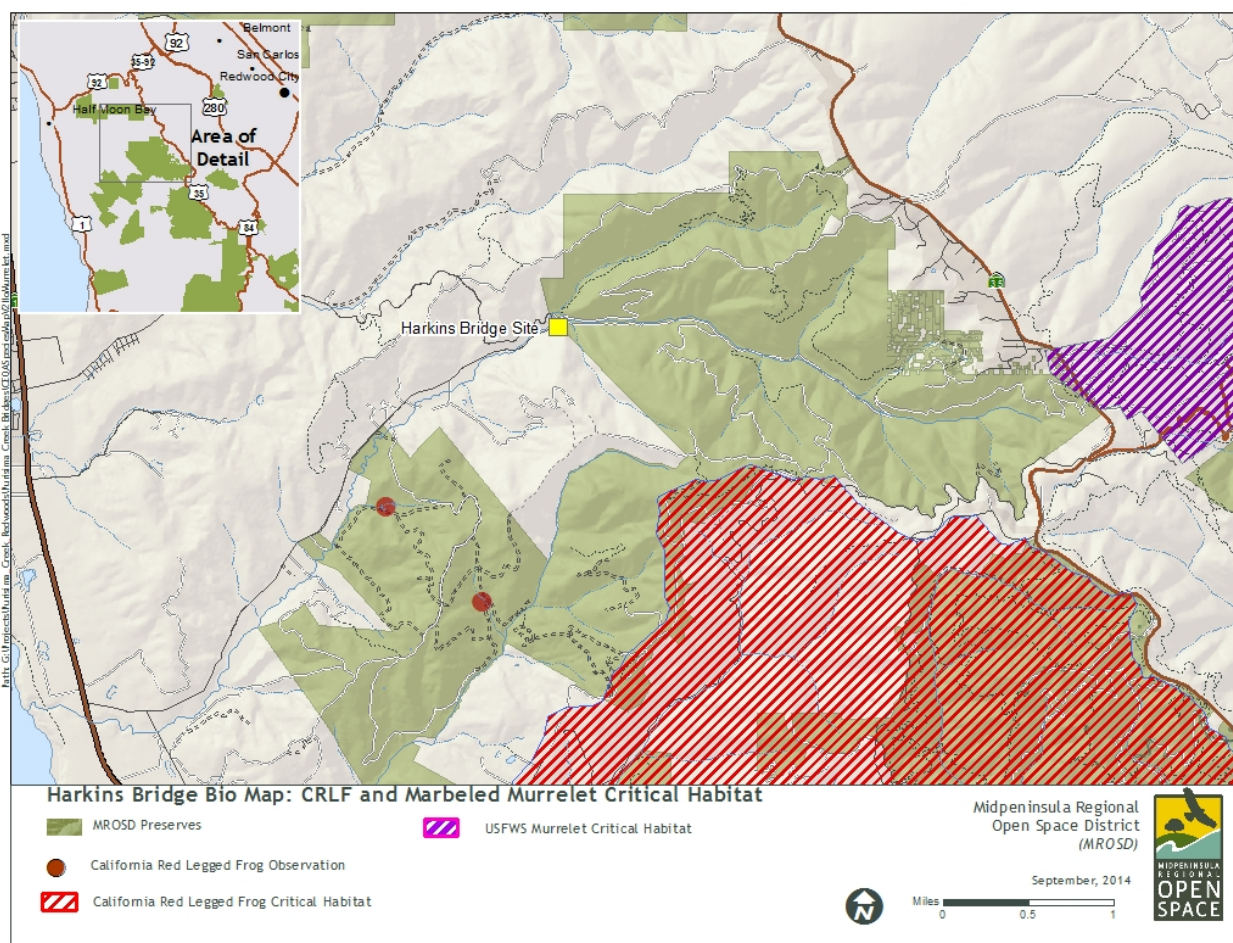 Belmont
92
San Carlos
35-92
Redwood City
92
280
Half Moon Bay
Area of
Detail
35
1
84
35
Harkins Bridge Site
Harkins Bridge Bio Map: CRLF and Marbeled Murrelet Critical Habitat
MROSD Preserves
USFWS Murrelet Critical Habitat
California Red Legged Frog Observation
California Red Legged Frog Critical Habitat
Midpeninsula Regional
Open Space District
(MROSD)
September, 2014
N
Miles
0 0.5 1
MIDPENINSULA
REGIONAL
OPEN
SPACE